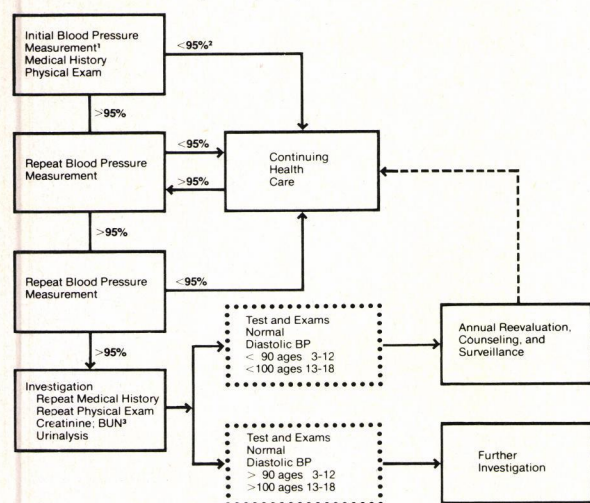 Initial Blood Pressure
Measurement¹
Medical History
Physical Exam
<95%²
>95%
Repeat Blood Pressure
Measurement
<95%
>95%
Continuing
Health
Care
>95%
Repeat Blood Pressure
Measurement
<95%
>95%
Investigation
Repeat Medical History
Repeat Physical Exam
Creatinine; BUN³
Urinalysis
Test and Exams
Normal
Diastolic BP
< 90 ages 3-12
<100 ages 13-18
Annual Reevaluation,
Counseling, and
Surveillance
Test and Exams
Normal
Diastolic BP
> 90 ages 3-12
>100 ages 13-18
Further
Investigation